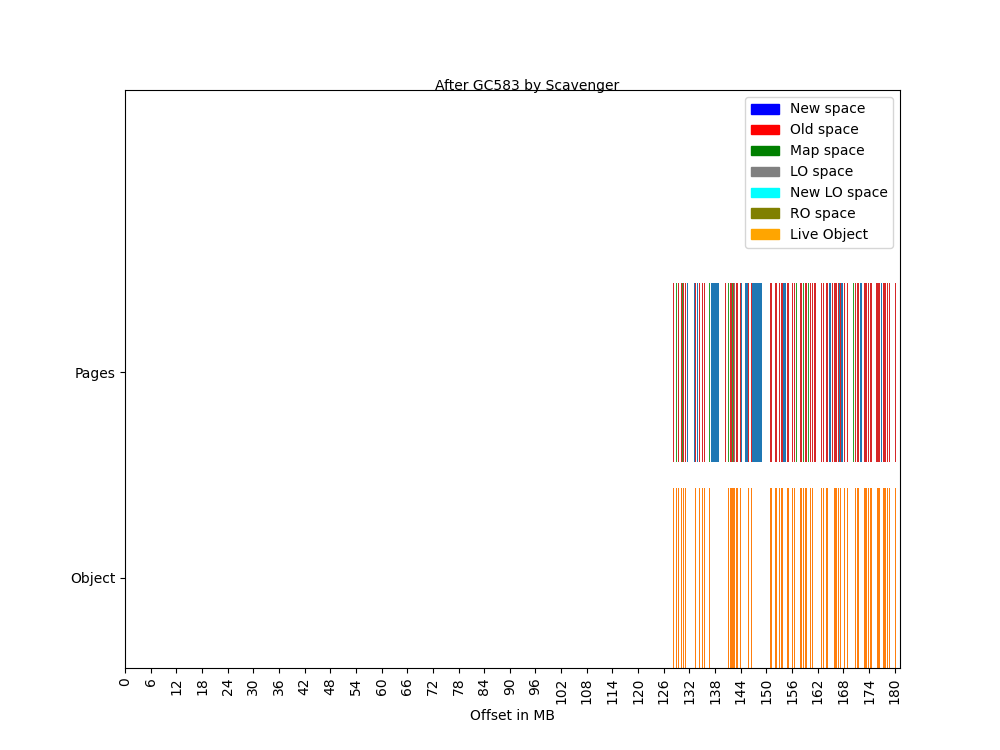 After GC583 by Scavenger
New space
Old space
Map space
LO space
New LO space
RO space
Live Object
Pages
Object
0 6 12 18 24 30 36 42 48 54 60 66 72 78 84 90 96 102 108 114 120 126 132 138 144 150 156 162 168 174 180
Offset in MB